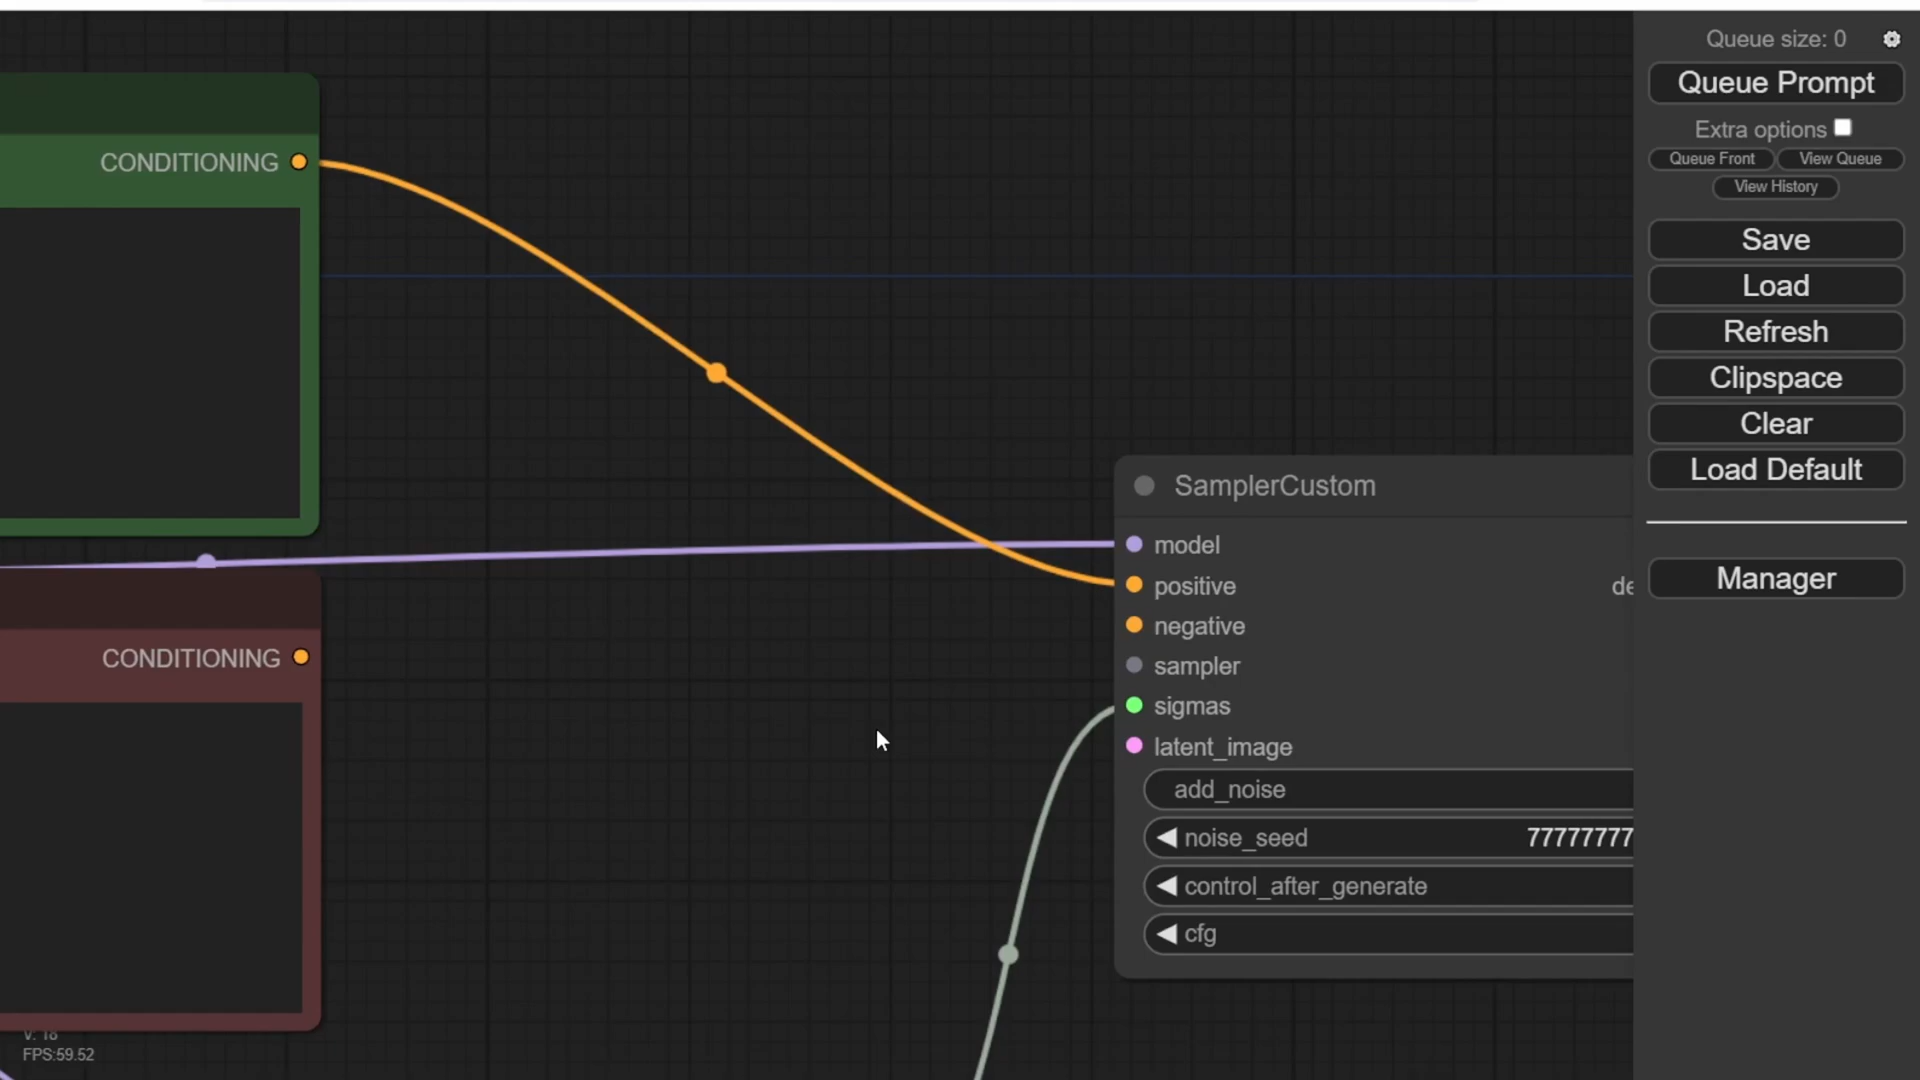 Queue size: 0
Queue Prompt
Extra options
Queue Front
View Queue
View History
Save
Load
Refresh
Clipspace
Clear
Load Default
Manager
CONDITIONING
CONDITIONING
SamplerCustom
model
positive
de
negative
sampler
sigmas
latent_image
add_noise
noise_seed 77777777
control_after_generate
cfg
V: 18
FPS:59.52